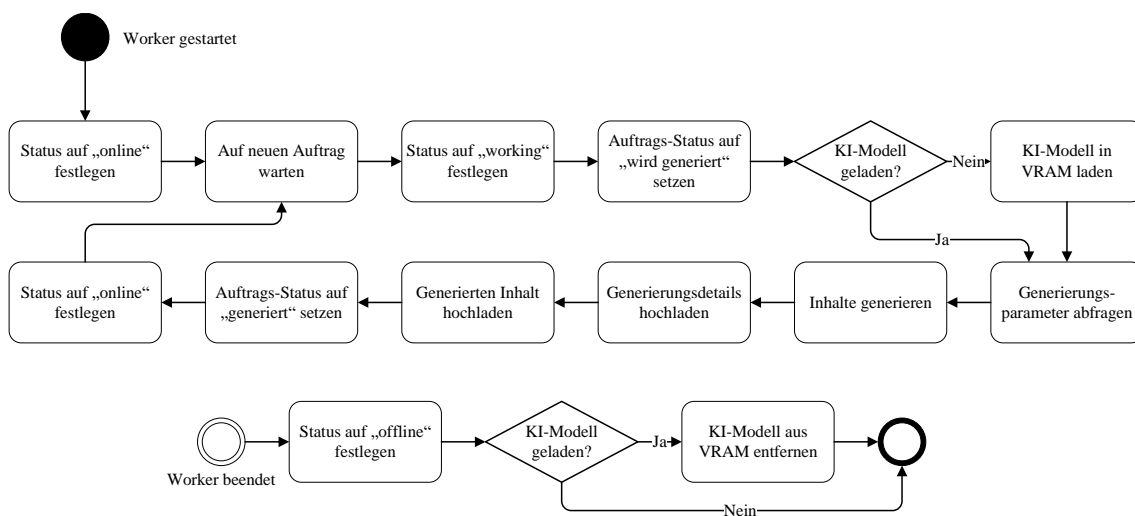 Worker gestartet
Status auf „online“
festlegen
Auf neuen Auftrag
warten
Status auf „working“
festlegen
Auftrags-Status auf
„wird generiert“
setzen
KI-Modell
geladen?
Nein
KI-Modell in
VRAM laden
Ja
Status auf „online“
festlegen
Auftrags-Status auf
„generiert“ setzen
Generierten Inhalt
hochladen
Generierungsdetails
hochladen
Inhalte generieren
Generierungs-
parameter abfragen
Worker beendet
Status auf „offline“
festlegen
KI-Modell
geladen?
Ja
KI-Modell aus
VRAM entfernen
Nein